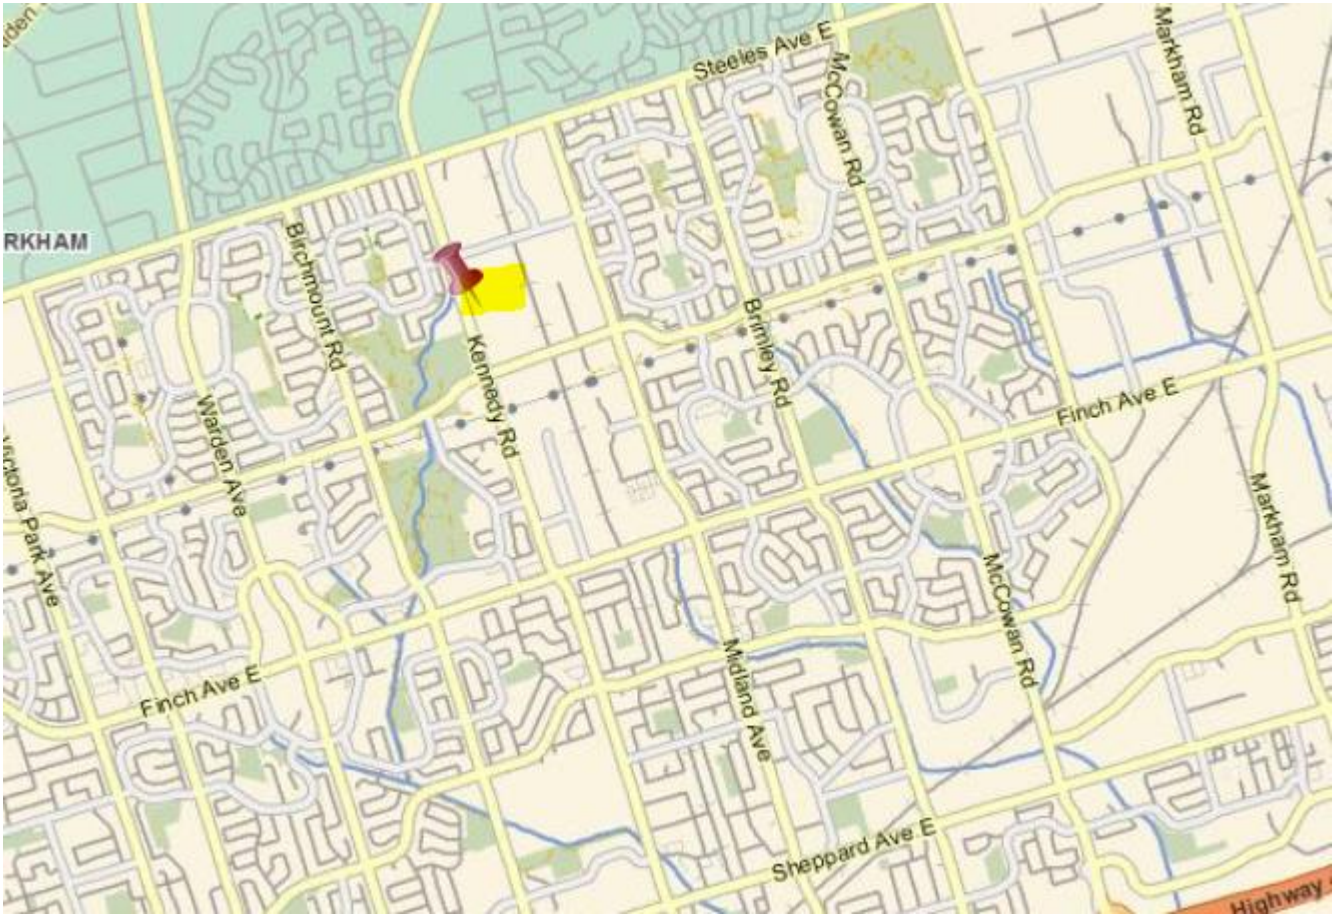 Steeles Ave E
McCowan Rd
Markham Rd
RKHAM
Birchmount Rd
Kennedy Rd
Brimley Rd
Warden Ave
Finch Ave E
Victoria Park Ave
Markham Rd
McCowan Rd
Midland Ave
Finch Ave E
Sheppard Ave E
Highway